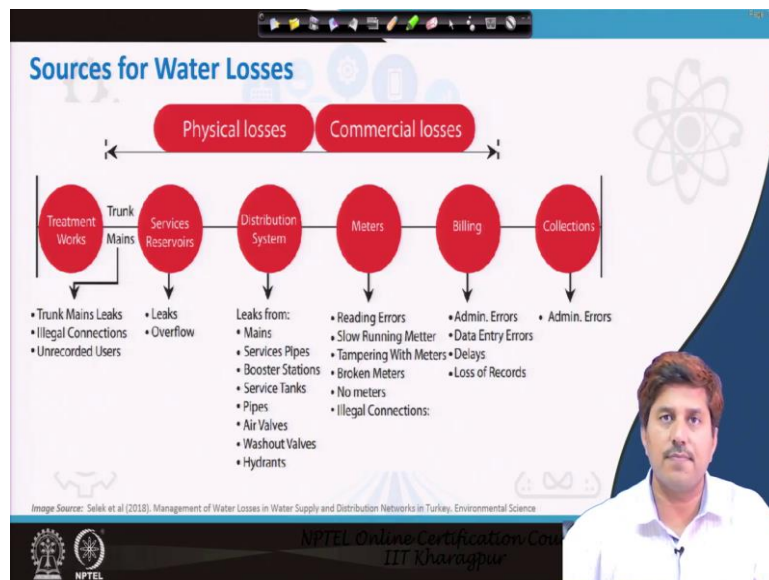 Sources for Water Losses
Physical losses
Commercial losses
Treatment
Works
Trunk
Mains
Services
Reservoirs
Distribution
System
Meters
Billing
Collections
• Trunk Mains Leaks
• Illegal Connections
• Unrecorded Users
• Leaks
• Overflow
Leaks from:
• Mains
• Services Pipes
• Booster Stations
• Service Tanks
• Pipes
• Air Valves
• Washout Valves
• Hydrants
• Reading Errors
• Slow Running Metter
• Tampering With Meters
• Broken Meters
• No meters
• Illegal Connections:
• Admin. Errors
• Data Entry Errors
• Delays
• Loss of Records
• Admin. Errors
Image Source: Selek et al (2018). Management of Water Losses in Water Supply and Distribution Networks in Turkey. Environmental Science
NPTEL
NPTEL Online Certification Cou
IIT Kharagpur